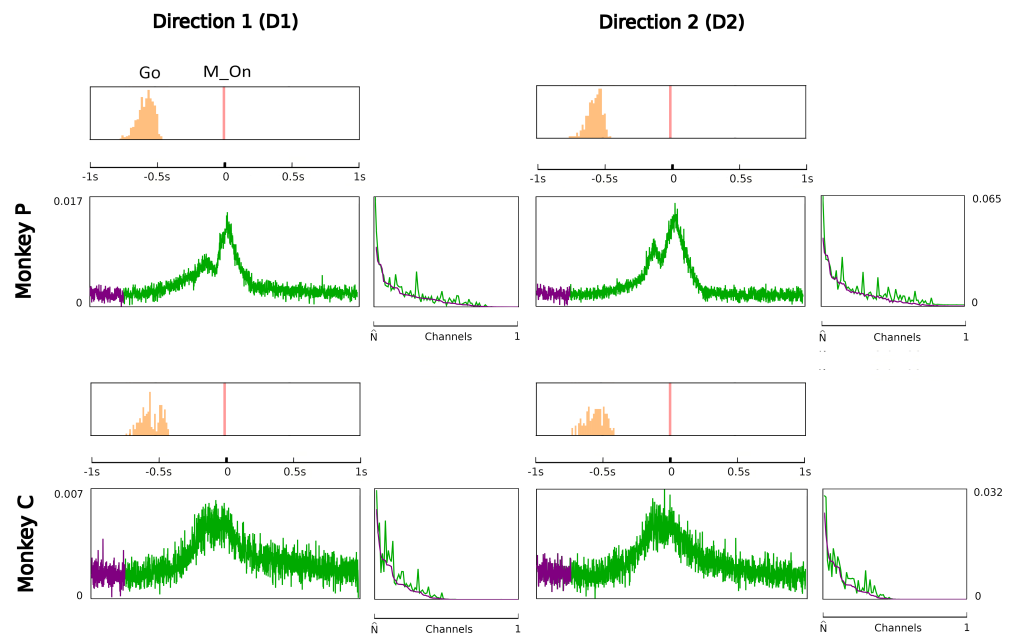 Direction 1 (D1) Direction 2 (D2)
Go M_On
-1s -0.5s 0 0.5s 1s -1s -0.5s 0 0.5s 1s
Monkey P
0.017 0.065
0 0
N̂ Channels 1 N̂ Channels 1
-1s -0.5s 0 0.5s 1s -1s -0.5s 0 0.5s 1s
Monkey C
0.007 0.032
0 0
N̂ Channels 1 N̂ Channels 1